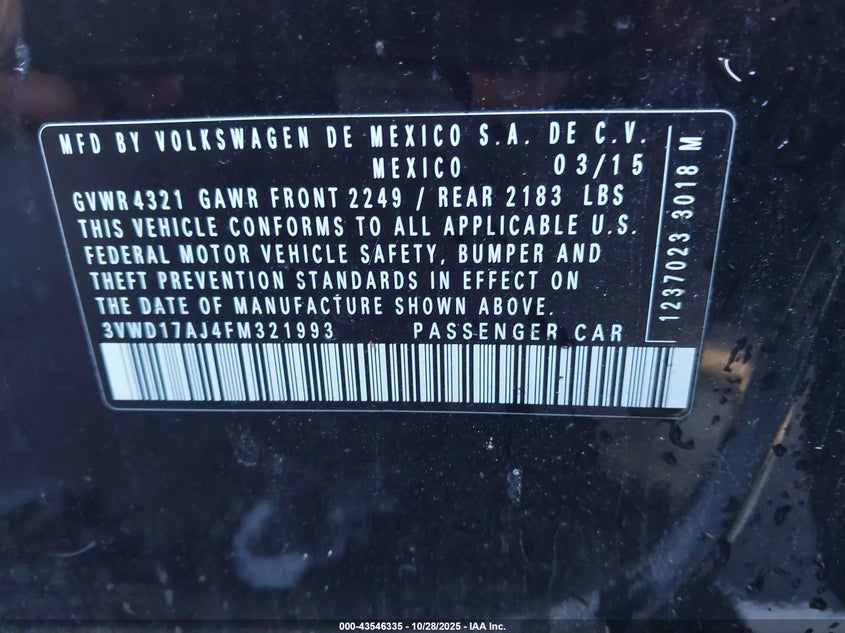 MFD BY VOLKSWAGEN DE MEXICO S.A. DE C.V.
MEXICO 03/15
GVWR4321 GAWR FRONT 2249 / REAR 2183 LBS
THIS VEHICLE CONFORMS TO ALL APPLICABLE U.S.
FEDERAL MOTOR VEHICLE SAFETY, BUMPER AND
THEFT PREVENTION STANDARDS IN EFFECT ON
THE DATE OF MANUFACTURE SHOWN ABOVE.
3VWD17AJ4FM321993 PASSENGER CAR
1237023 3018 M
000-43546335 - 10/28/2025 - IAA Inc.